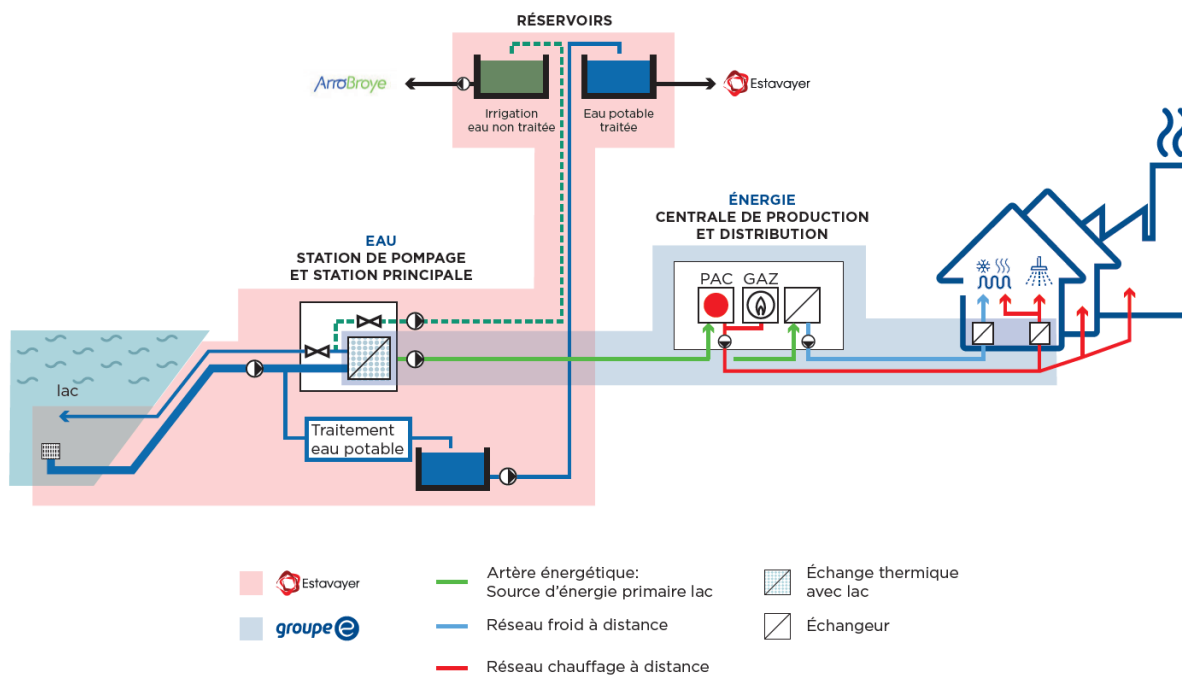 RÉSERVOIRS
ArroBroye
Estavayer
Irrigation
eau non traitée
Eau potable
traitée
ÉNERGIE
CENTRALE DE PRODUCTION
ET DISTRIBUTION
EAU
STATION DE POMPAGE
ET STATION PRINCIPALE
PAC
GAZ
lac
Traitement
eau potable
Estavayer
groupe e
Artère énergétique:
Source d'énergie primaire lac
Réseau froid à distance
Réseau chauffage à distance
Échange thermique
avec lac
Échangeur